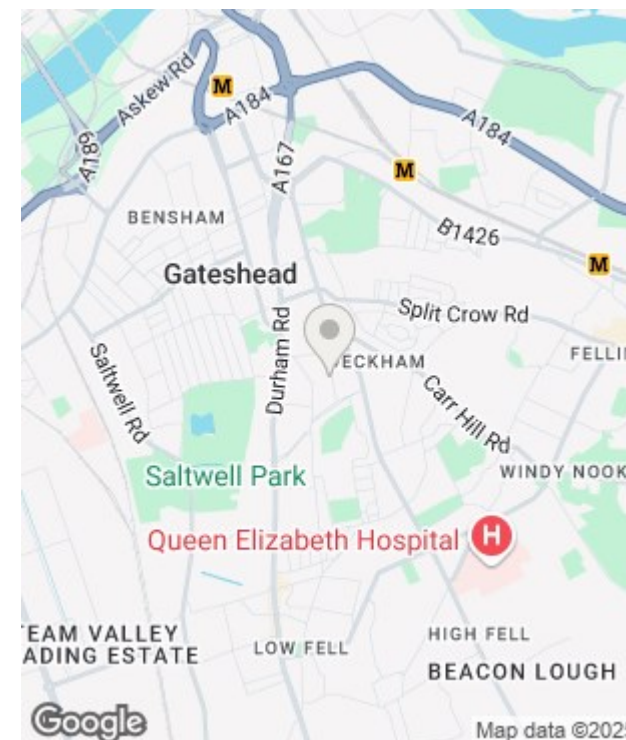 Askew Rd
M
A184
A184
A189
A167
M
BENSHAM
B1426
M
Gateshead
Split Crow Rd
Durham Rd
ECKHAM
FELLI
Saltwell Rd
Carr Hill Rd
Saltwell Park
WINDY NOOK
Queen Elizabeth Hospital
H
TEAM VALLEY
ADING ESTATE
LOW FELL
HIGH FELL
BEACON LOUGH
Google
Map data ©2025